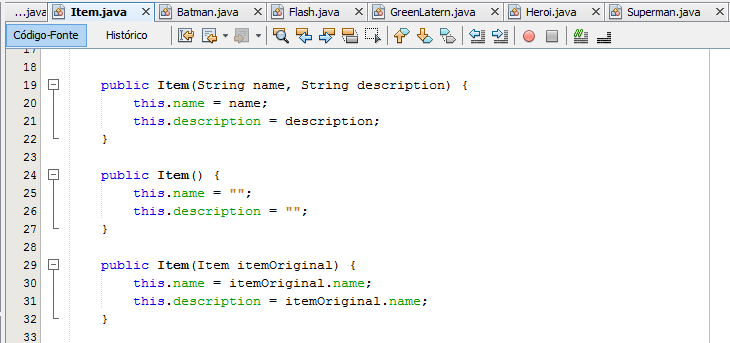 ...java Item.java Batman.java Flash.java GreenLatern.java Heroi.java Superman.java
Código-Fonte Histórico
17
18
19 public Item(String name, String description) {
20 this.name = name;
21 this.description = description;
22 }
23
24 public Item() {
25 this.name = "";
26 this.description = "";
27 }
28
29 public Item(Item itemOriginal) {
30 this.name = itemOriginal.name;
31 this.description = itemOriginal.name;
32 }
33